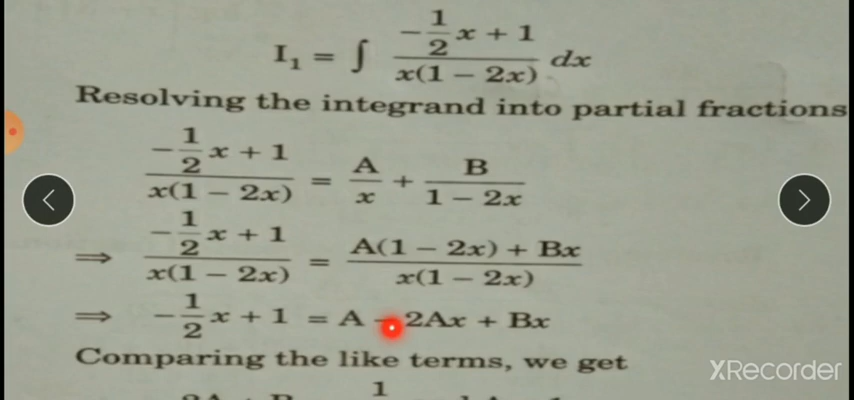 I₁ = ∫ (-1/2 x + 1) / (x(1 - 2x)) dx
Resolving the integrand into partial fractions
(-1/2 x + 1) / (x(1 - 2x)) = A/x + B/(1 - 2x)
⇒ (-1/2 x + 1) / (x(1 - 2x)) = (A(1 - 2x) + Bx) / (x(1 - 2x))
⇒ -1/2 x + 1 = A - 2Ax + Bx
Comparing the like terms, we get
XRecorder